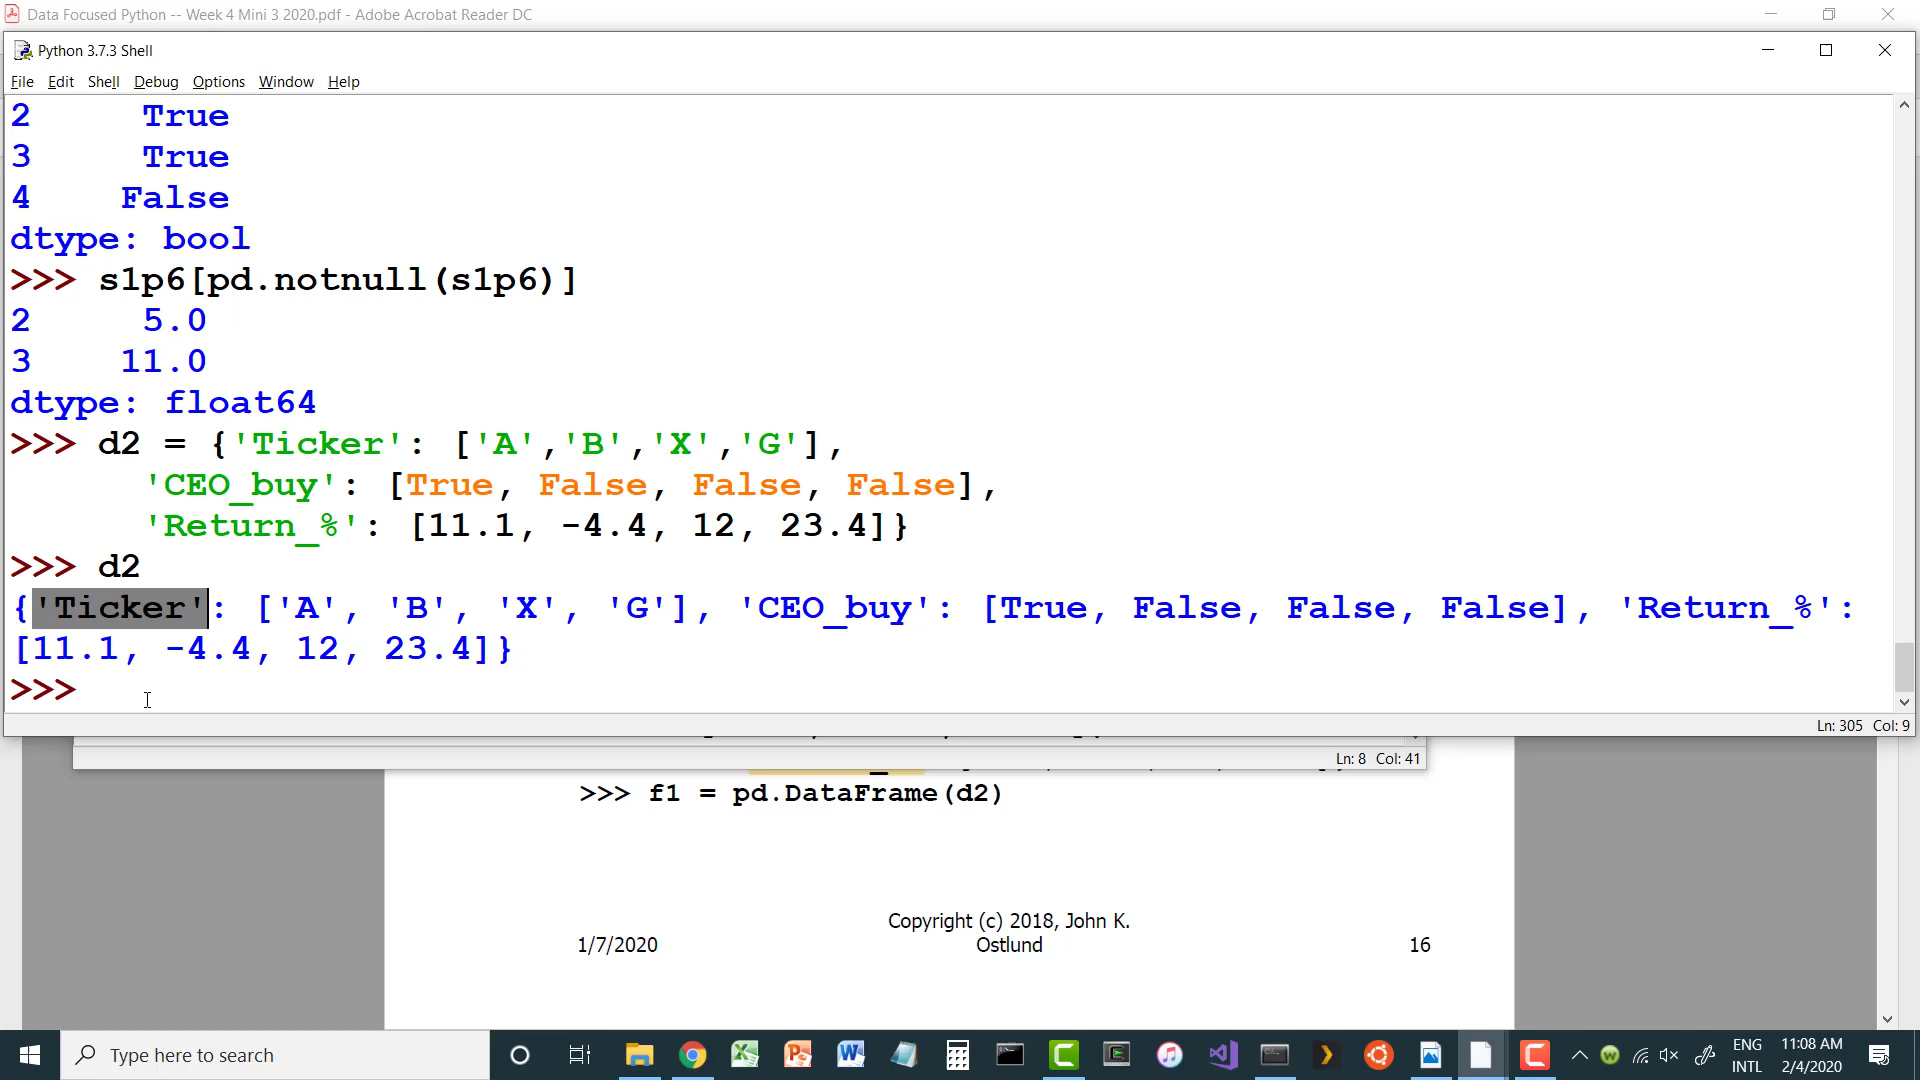 Data Focused Python -- Week 4 Mini 3 2020.pdf - Adobe Acrobat Reader DC
Python 3.7.3 Shell
File Edit Shell Debug Options Window Help
2      True
3      True
4     False
dtype: bool
>>> s1p6[pd.notnull(s1p6)]
2      5.0
3     11.0
dtype: float64
>>> d2 = {'Ticker': ['A','B','X','G'],
'CEO_buy': [True, False, False, False],
'Return_%': [11.1, -4.4, 12, 23.4]}
>>> d2
{'Ticker': ['A', 'B', 'X', 'G'], 'CEO_buy': [True, False, False, False], 'Return_%':
[11.1, -4.4, 12, 23.4]}
>>>
Ln: 305 Col: 9
Ln: 8 Col: 41
>>> f1 = pd.DataFrame(d2)
Copyright (c) 2018, John K.
1/7/2020 Ostlund 16
Type here to search
ENG 11:08 AM
INTL 2/4/2020